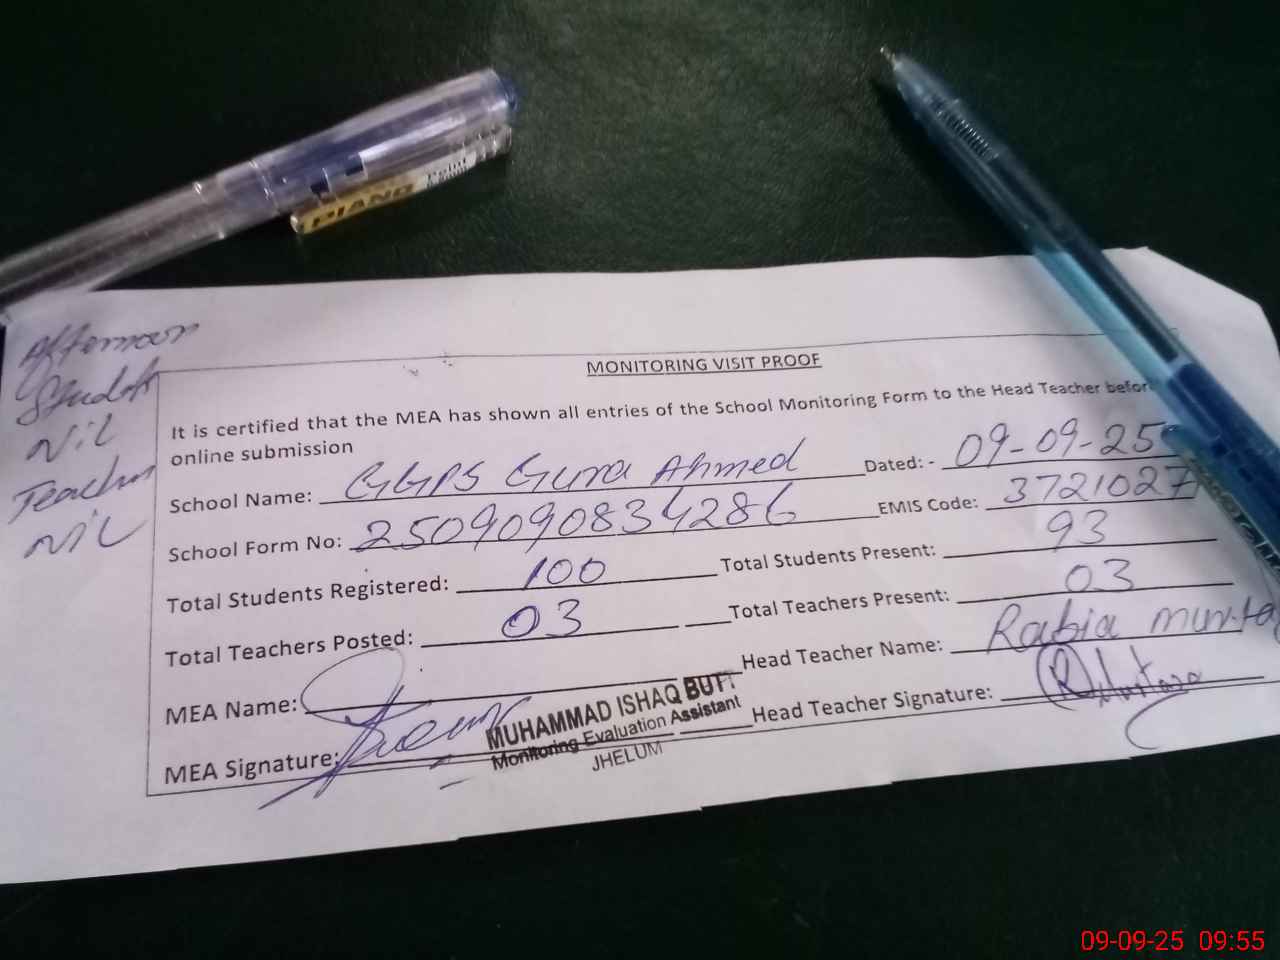 PIANO
Point
Afternoon
Students
Nil
Teacher
Nil
MONITORING VISIT PROOF
It is certified that the MEA has shown all entries of the School Monitoring Form to the Head Teacher before
online submission
School Name: GGPS Gura Ahmed Dated: - 09-09-25
School Form No: 2509090834286 EMIS Code: 3721027
Total Students Registered: 100 Total Students Present: 93
Total Teachers Posted: 03 Total Teachers Present: 03
MEA Name: Head Teacher Name: Rabia
MEA Signature: Head Teacher Signature:
MUHAMMAD ISHAQ BUTT
Monitoring Evaluation Assistant
JHELUM
09-09-25 09:55